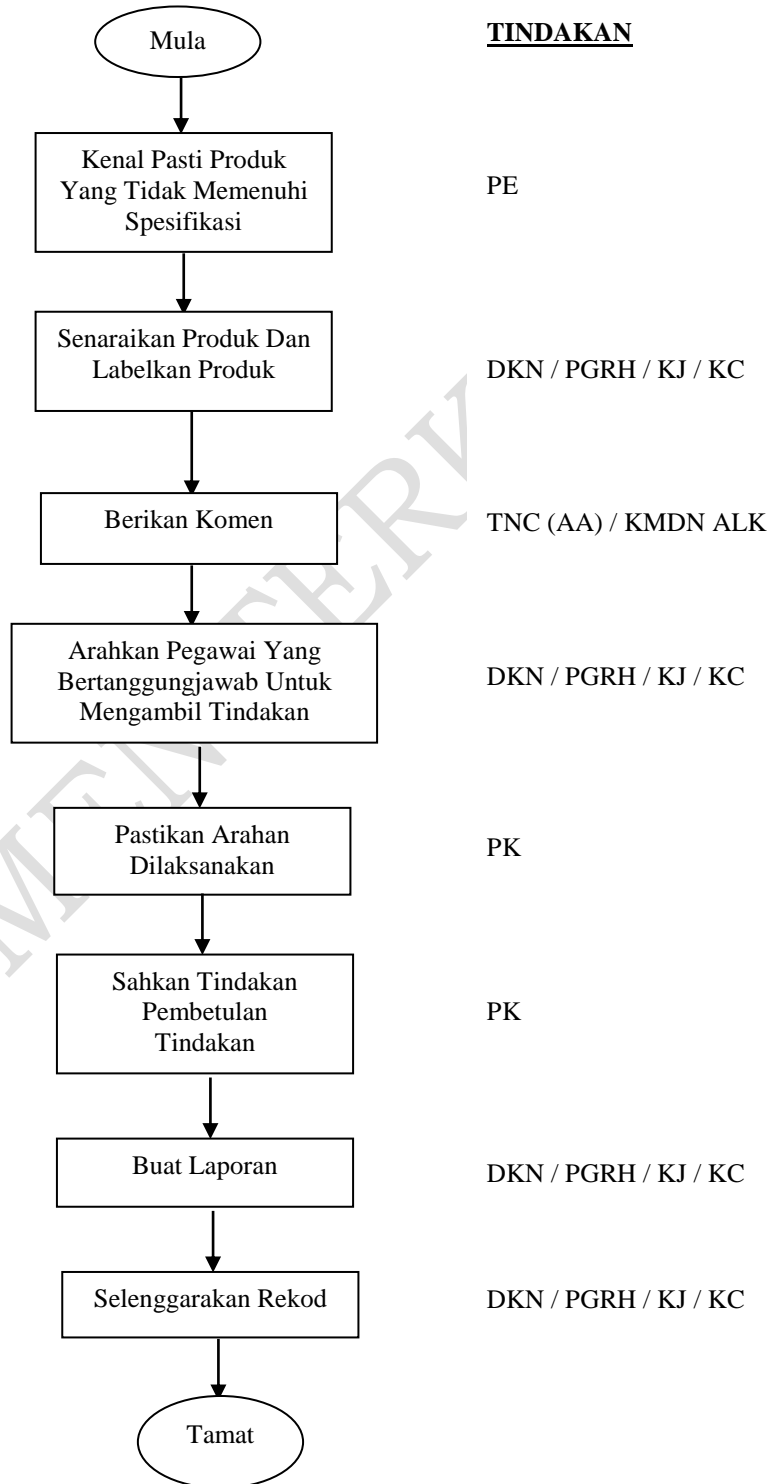 Mula
TINDAKAN
Kenal Pasti Produk
Yang Tidak Memenuhi
Spesifikasi
PE
Senaraikan Produk Dan
Labelkan Produk
DKN / PGRH / KJ / KC
Berikan Komen
TNC (AA) / KMDN ALK
Arahkan Pegawai Yang
Bertanggungjawab Untuk
Mengambil Tindakan
DKN / PGRH / KJ / KC
Pastikan Arahan
Dilaksanakan
PK
Sahkan Tindakan
Pembetulan
Tindakan
PK
Buat Laporan
DKN / PGRH / KJ / KC
Selenggarakan Rekod
DKN / PGRH / KJ / KC
Tamat